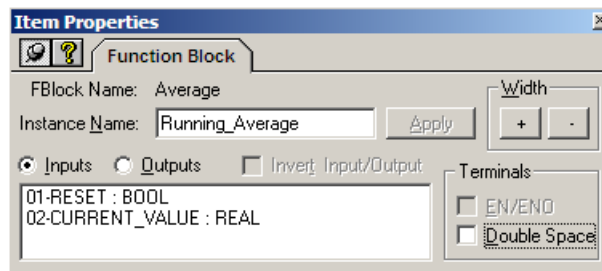 Item Properties
Function Block
FBlock Name: Average
Width
Instance Name: Running_Average
Apply
+ -
Inputs Outputs Invert Input/Output
Terminals
01-RESET : BOOL
02-CURRENT_VALUE : REAL
EN/ENO
Double Space